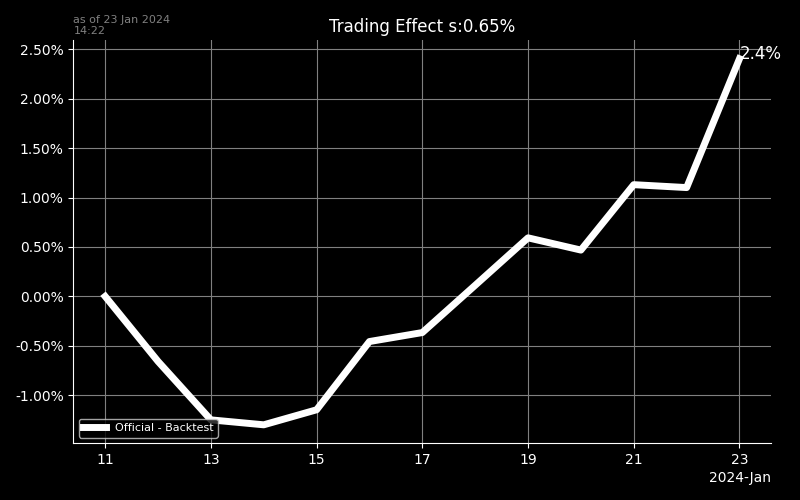 as of 23 Jan 2024
14:22
Trading Effect s:0.65%
2.50%
2.00%
1.50%
1.00%
0.50%
0.00%
-0.50%
-1.00%
2.4%
Official - Backtest
11 13 15 17 19 21 23
2024-Jan